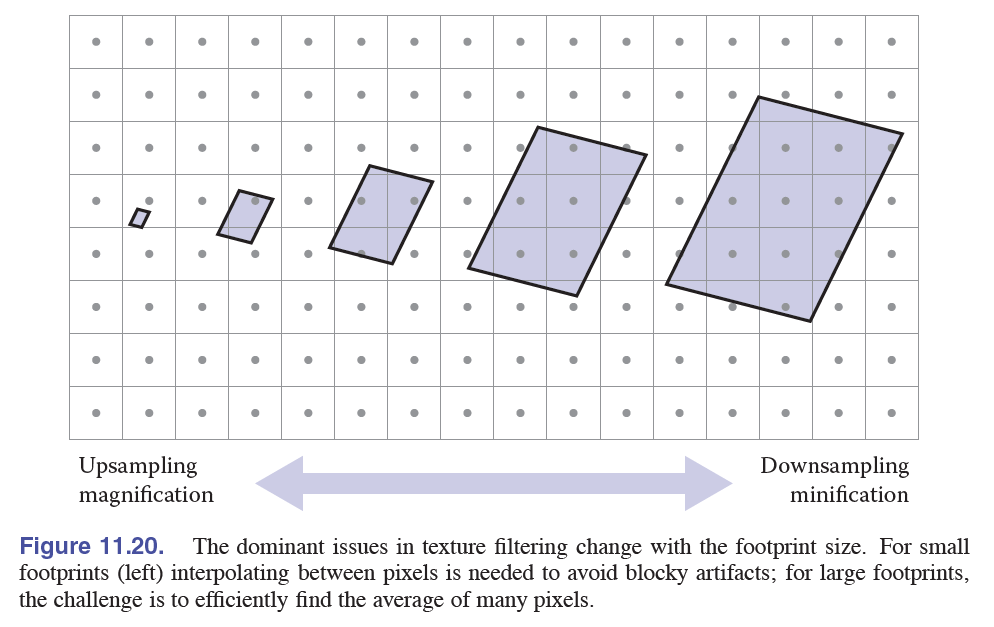 Upsampling
magnification
Downsampling
minification
Figure 11.20. The dominant issues in texture filtering change with the footprint size. For small
footprints (left) interpolating between pixels is needed to avoid blocky artifacts; for large footprints,
the challenge is to efficiently find the average of many pixels.